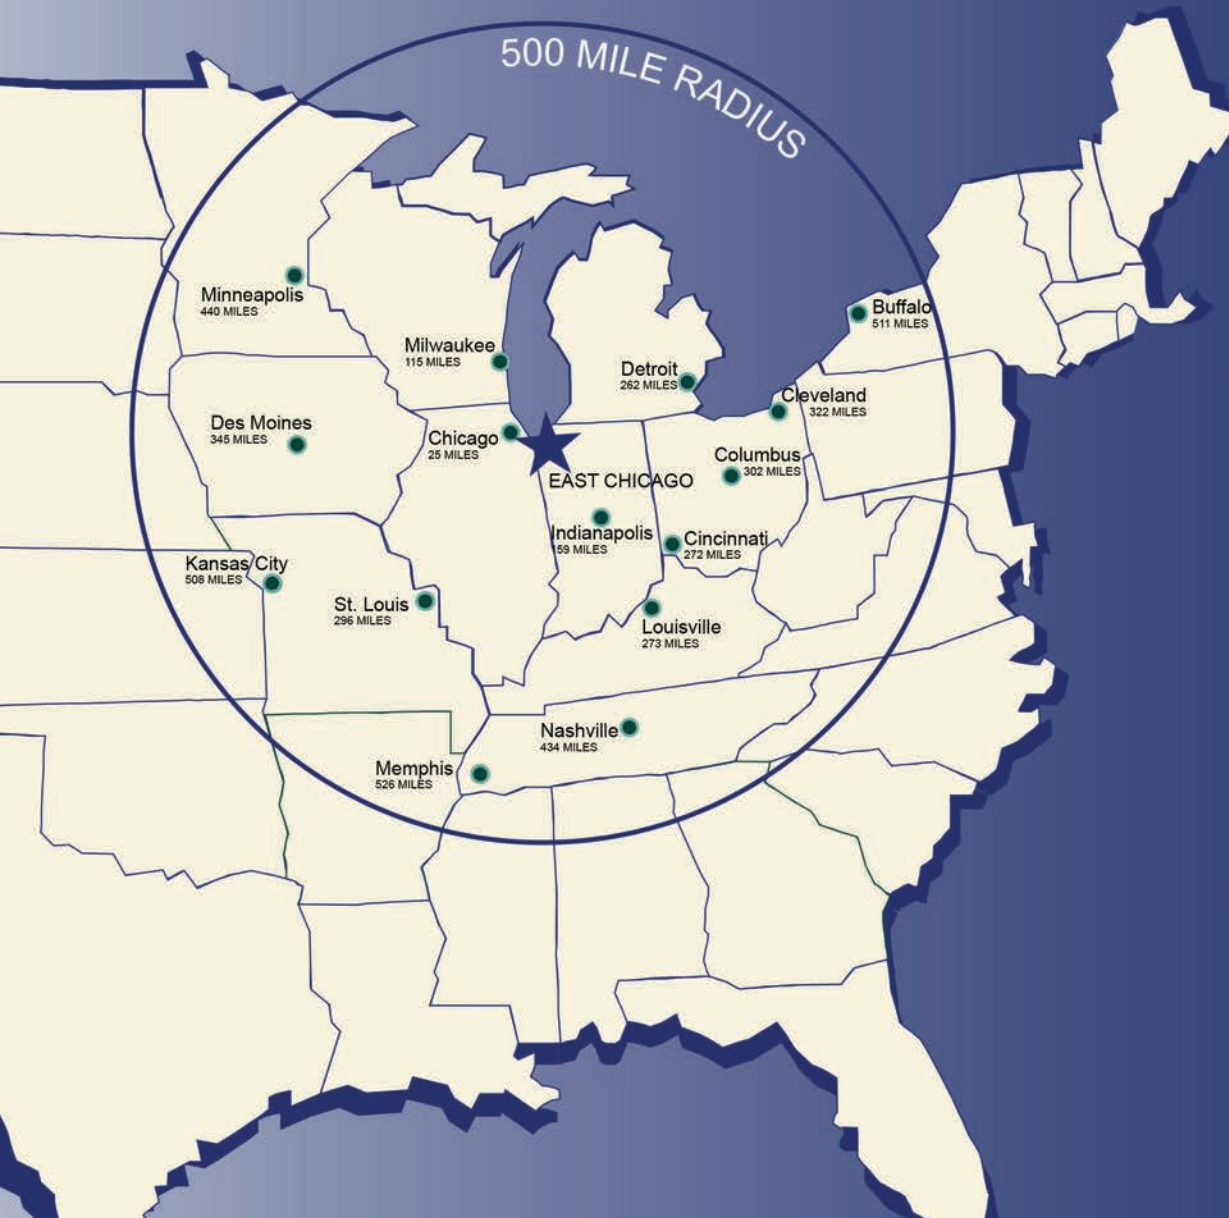 500 MILE RADIUS
Minneapolis
440 MILES
Buffalo
511 MILES
Milwaukee
115 MILES
Detroit
262 MILES
Cleveland
322 MILES
Des Moines
345 MILES
Chicago
25 MILES
Columbus
302 MILES
EAST CHICAGO
Indianapolis
159 MILES
Cincinnati
272 MILES
Kansas City
508 MILES
St. Louis
296 MILES
Louisville
273 MILES
Nashville
434 MILES
Memphis
526 MILES